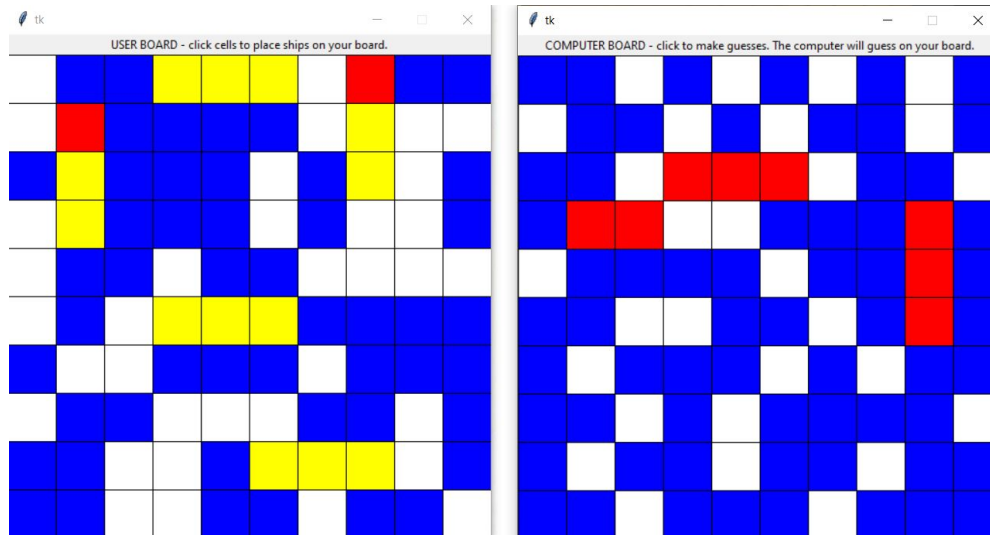 tk
USER BOARD - click cells to place ships on your board.
tk
COMPUTER BOARD - click to make guesses. The computer will guess on your board.